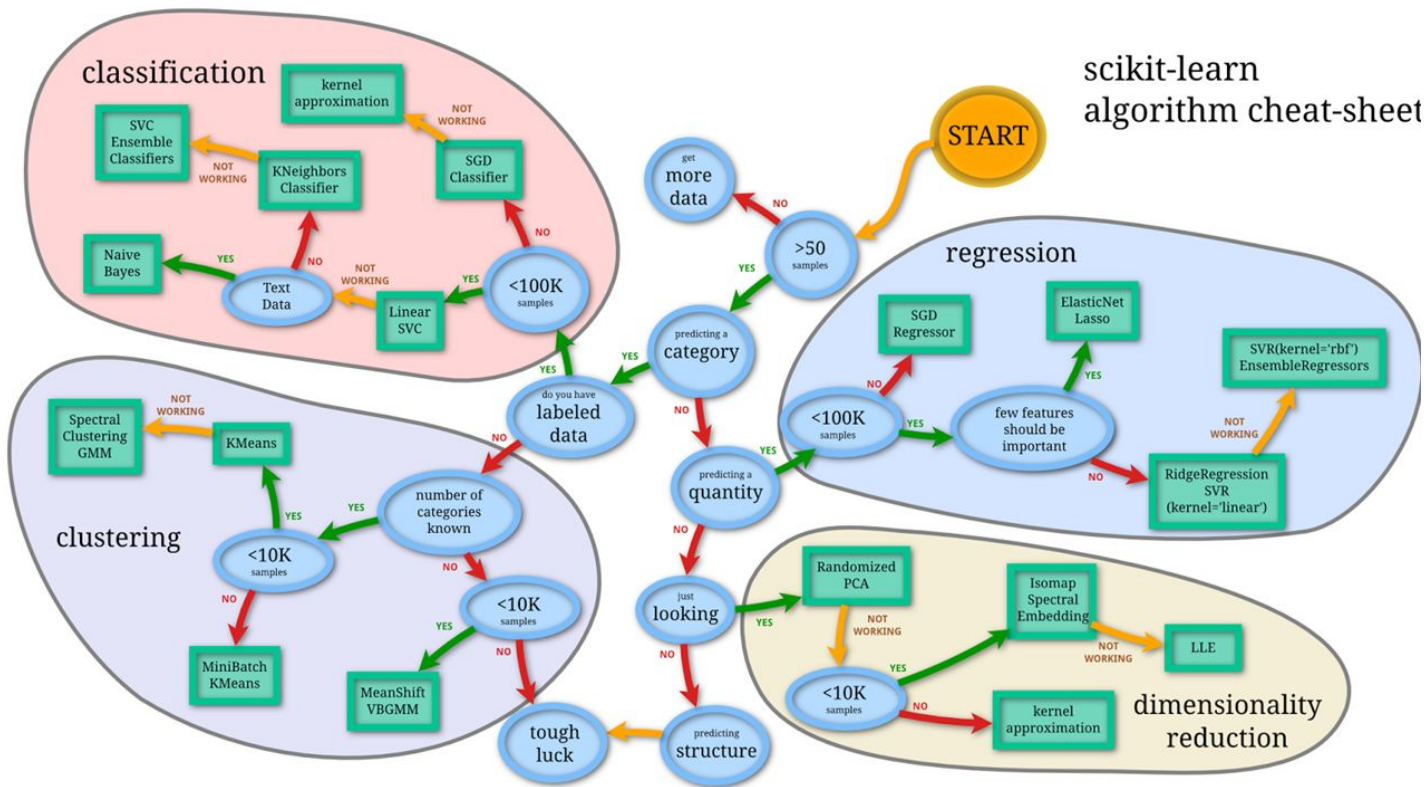 scikit-learn
algorithm cheat-sheet
START
get
more
data
NO
>50
samples
YES
predicting a
category
YES
NO
do you have
labeled
data
YES
NO
predicting a
quantity
YES
NO
just
looking
YES
NO
predicting
structure
tough
luck
classification
kernel
approximation
NOT
WORKING
SVC
Ensemble
Classifiers
NOT
WORKING
KNeighbors
Classifier
SGD
Classifier
NO
Naive
Bayes
YES
NO
Text
Data
NOT
WORKING
Linear
SVC
YES
<100K
samples
regression
SGD
Regressor
NO
<100K
samples
YES
ElasticNet
Lasso
YES
few features
should be
important
NO
SVR(kernel='rbf')
EnsembleRegressors
NOT
WORKING
RidgeRegression
SVR
(kernel='linear')
clustering
Spectral
Clustering
GMM
NOT
WORKING
KMeans
YES
<10K
samples
YES
number of
categories
known
NO
NO
MiniBatch
KMeans
<10K
samples
YES
NO
MeanShift
VBGMM
dimensionality
reduction
Randomized
PCA
NOT
WORKING
<10K
samples
YES
Isomap
Spectral
Embedding
NOT
WORKING
LLE
NO
kernel
approximation